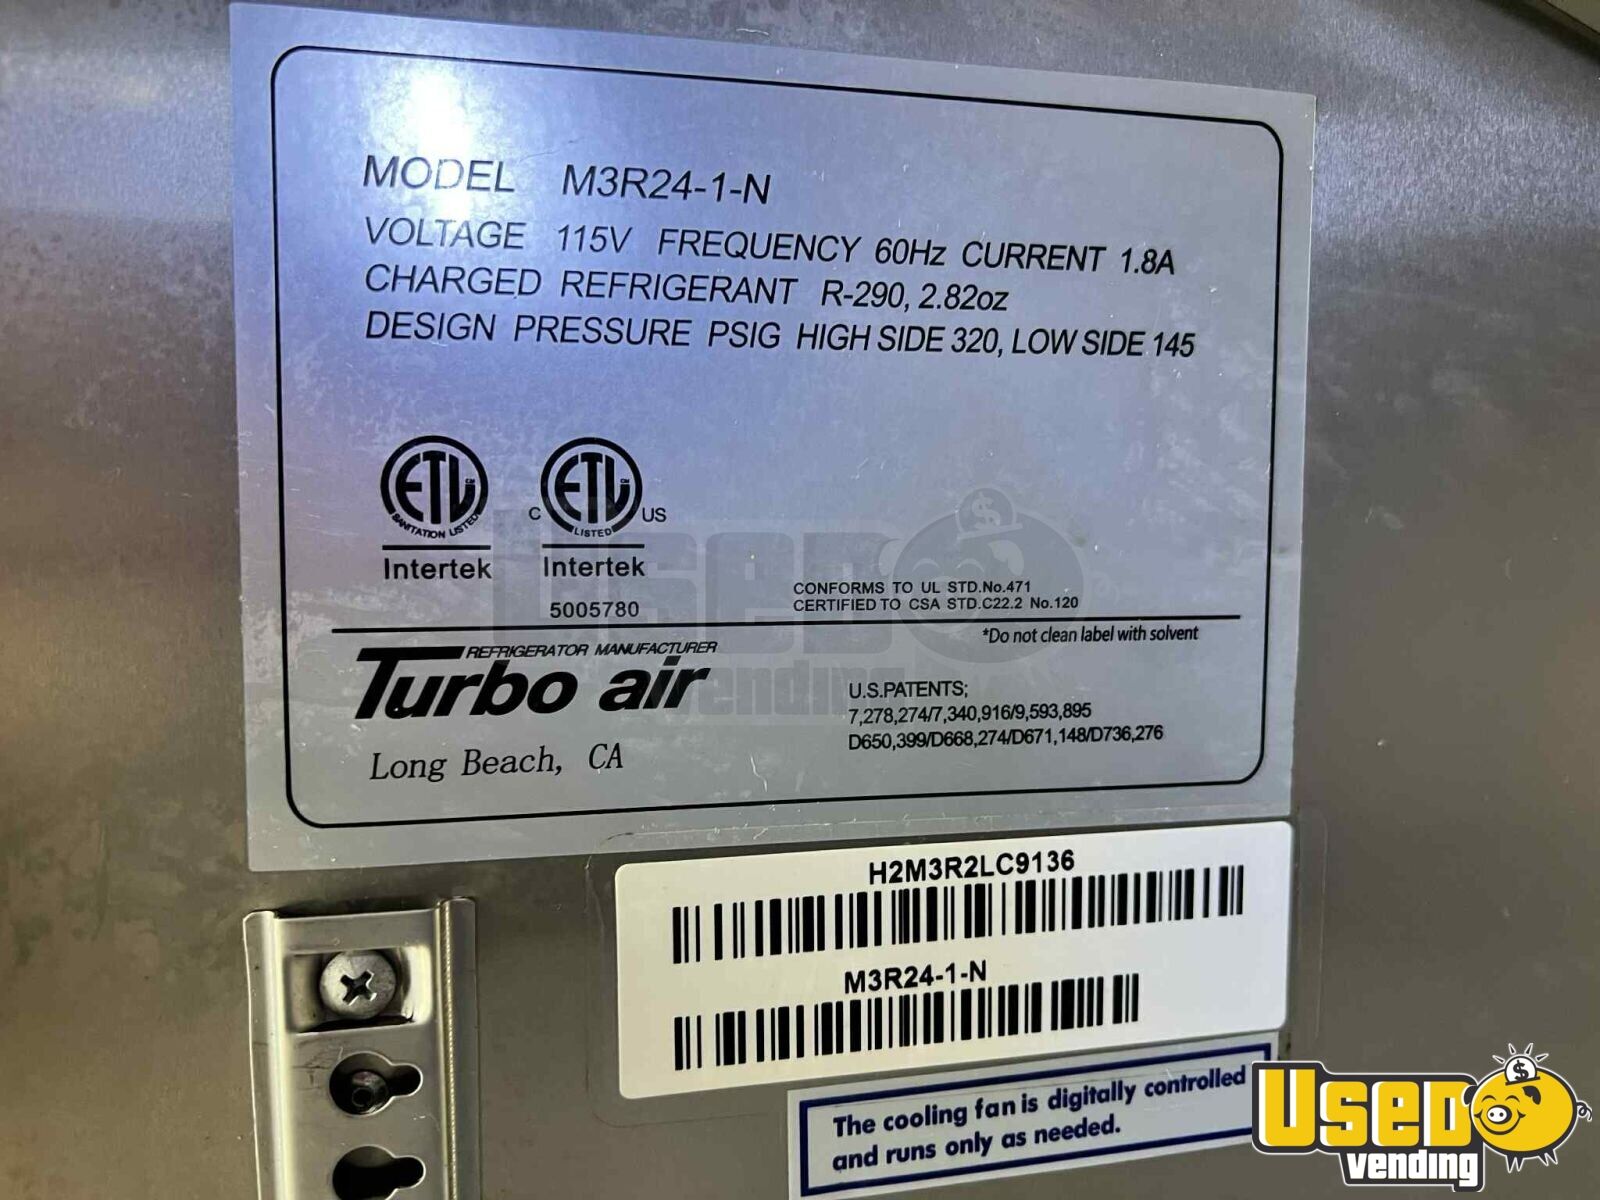 MODEL M3R24-1-N
VOLTAGE 115V FREQUENCY 60Hz CURRENT 1.8A
CHARGED REFRIGERANT R-290, 2.82oz
DESIGN PRESSURE PSIG HIGH SIDE 320, LOW SIDE 145
ETL CM
SANITATION LISTED
Intertek
C ETL CM US
LISTED
Intertek
5005780
CONFORMS TO UL STD.No.471
CERTIFIED TO CSA STD.C22.2 No.120
*Do not clean label with solvent
REFRIGERATOR MANUFACTURER
Turbo air
Long Beach, CA
U.S.PATENTS;
7,278,274/7,340,916/9,593,895
D650,399/D668,274/D671,148/D736,276
H2M3R2LC9136
M3R24-1-N
The cooling fan is digitally controlled
and runs only as needed.
USED
vending
$
USED
vending
$